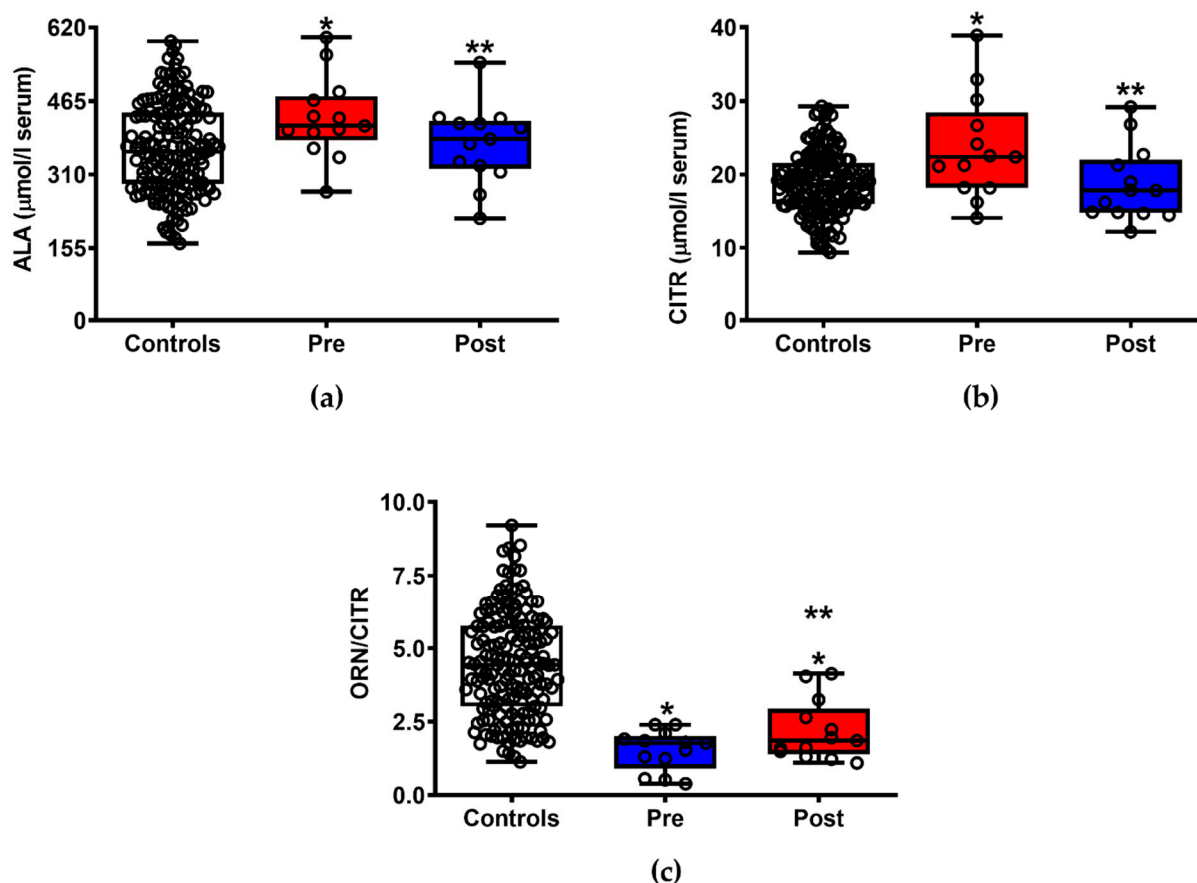 620
465
310
155
0
ALA (μmol/l serum)
*
**
Controls Pre Post
(a)
40
30
20
10
0
CITR (μmol/l serum)
*
**
Controls Pre Post
(b)
10.0
7.5
5.0
2.5
0.0
ORN/CITR
*
**
*
Controls Pre Post
(c)